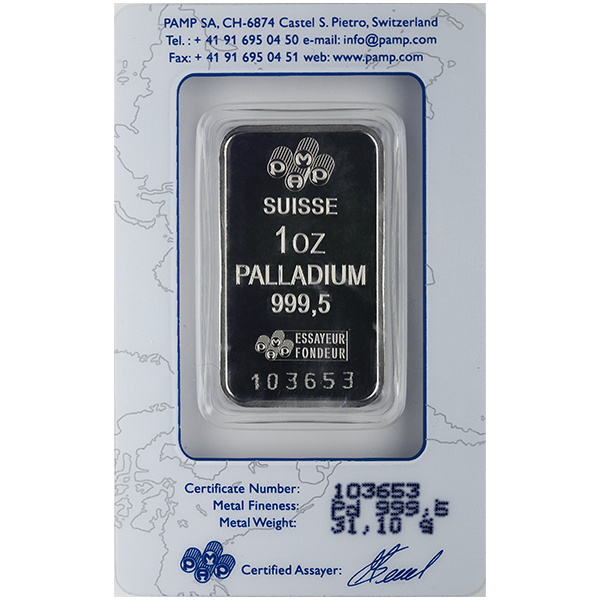 PAMP SA, CH-6874 Castel S. Pietro, Switzerland
Tel. : + 41 91 695 04 50 e-mail: info@pamp.com
Fax: + 41 91 695 04 51 web: www.pamp.com
PAMP
SUISSE
1 OZ
PALLADIUM
999,5
PAMP ESSAYEUR
FONDEUR
103653
Certificate Number: 103653
Metal Fineness: Pd 999,5
Metal Weight: 31,10 g
PAMP Certified Assayer: